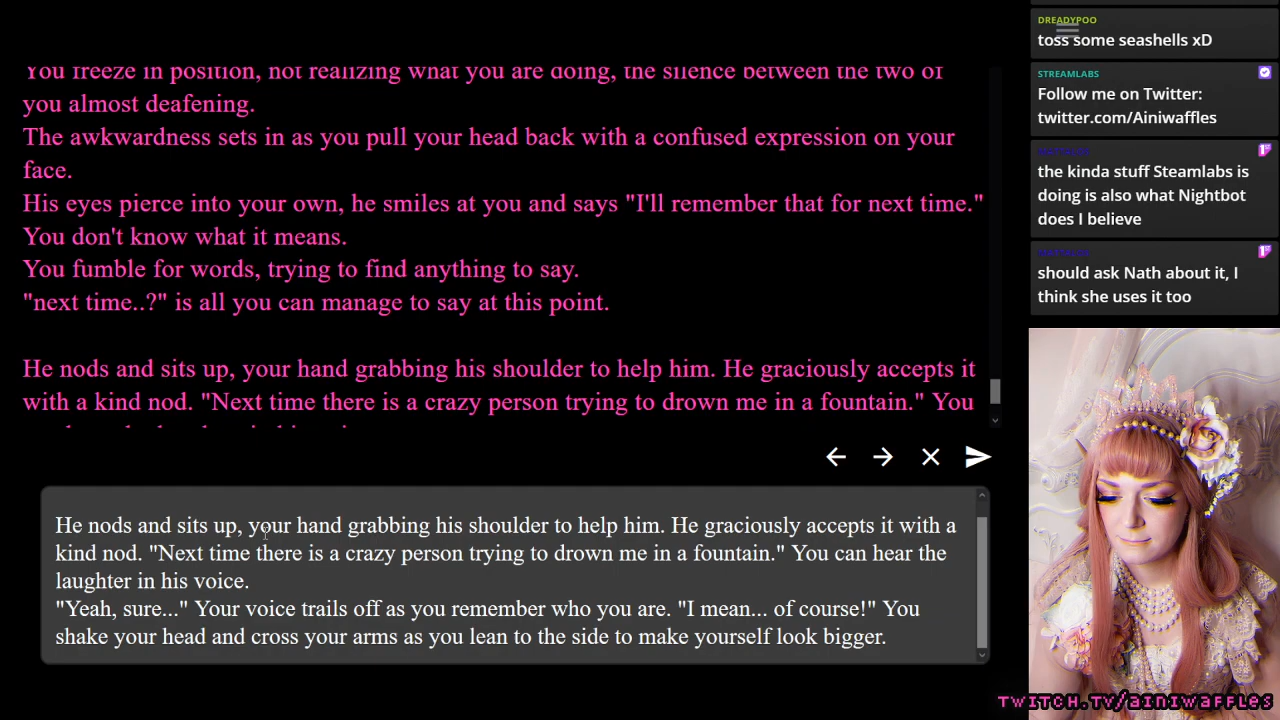 You freeze in position, not realizing what you are doing, the silence between the two of
you almost deafening.
The awkwardness sets in as you pull your head back with a confused expression on your
face.
His eyes pierce into your own, he smiles at you and says "I'll remember that for next time."
You don't know what it means.
You fumble for words, trying to find anything to say.
"next time..?" is all you can manage to say at this point.
He nods and sits up, your hand grabbing his shoulder to help him. He graciously accepts it
with a kind nod. "Next time there is a crazy person trying to drown me in a fountain." You
He nods and sits up, your hand grabbing his shoulder to help him. He graciously accepts it with a
kind nod. "Next time there is a crazy person trying to drown me in a fountain." You can hear the
laughter in his voice.
"Yeah, sure..." Your voice trails off as you remember who you are. "I mean... of course!" You
shake your head and cross your arms as you lean to the side to make yourself look bigger.
DREADYPOO
toss some seashells xD
STREAMLABS
Follow me on Twitter:
twitter.com/Ainiwaffles
the kinda stuff Steamlabs is
doing is also what Nightbot
does I believe
should ask Nath about it, I
think she uses it too
TWITCH.TV/AINIWAFFLES